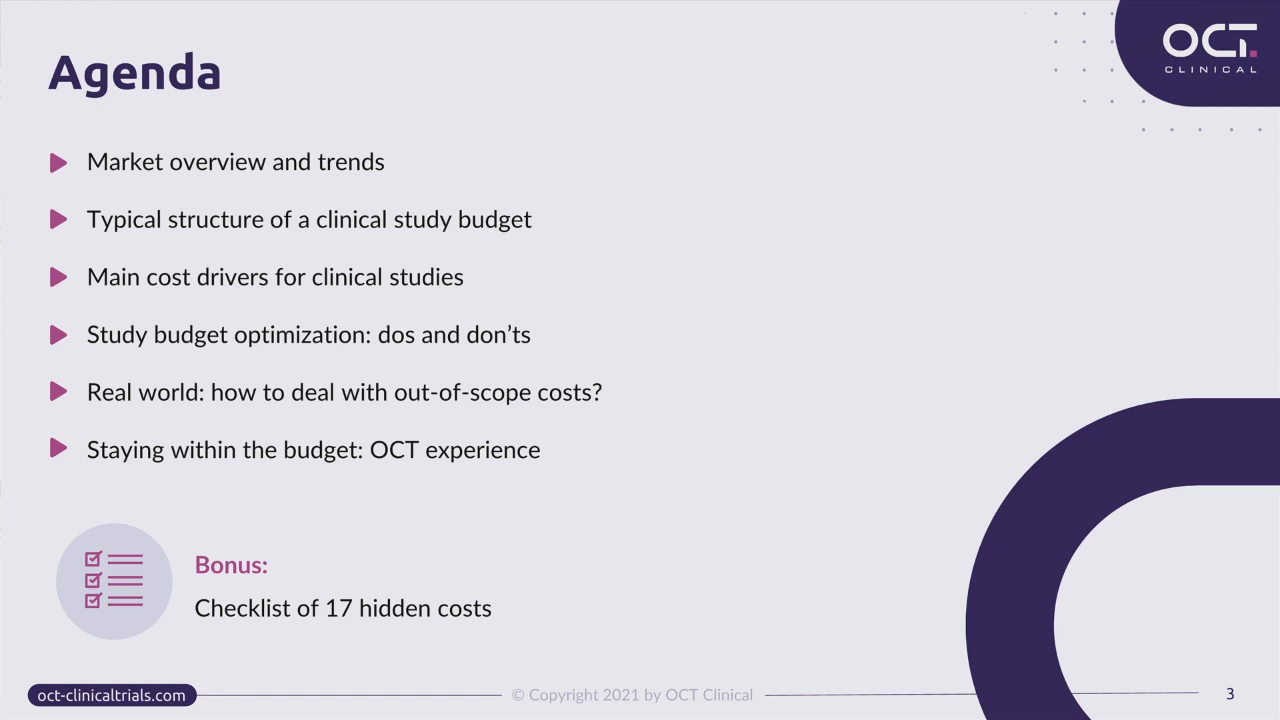 OCT.
CLINICAL
Agenda
Market overview and trends
Typical structure of a clinical study budget
Main cost drivers for clinical studies
Study budget optimization: dos and don’ts
Real world: how to deal with out-of-scope costs?
Staying within the budget: OCT experience
Bonus:
Checklist of 17 hidden costs
oct-clinicaltrials.com
© Copyright 2021 by OCT Clinical
3